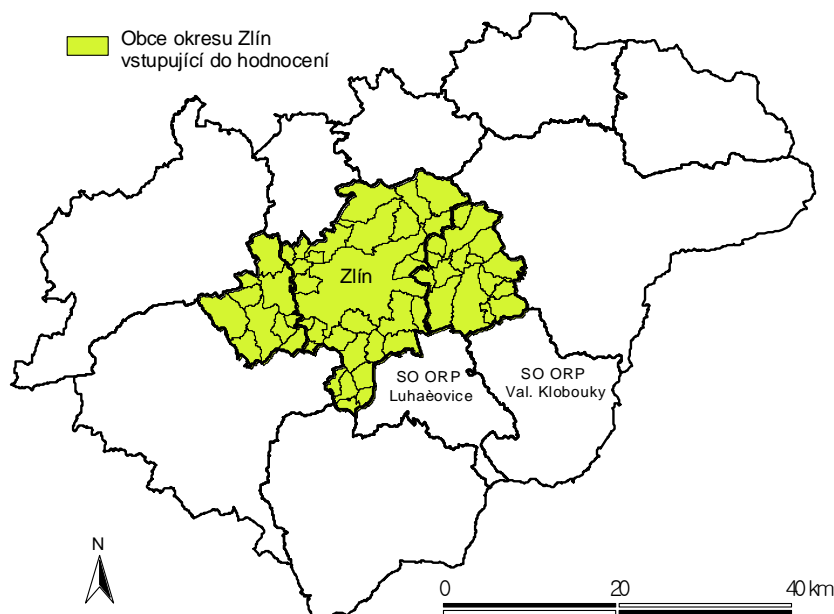 Obce okresu Zlín
vstupující do hodnocení
Zlín
SO ORP
Luhaèovice
SO ORP
Val. Klobouky
N
0 20 40 km